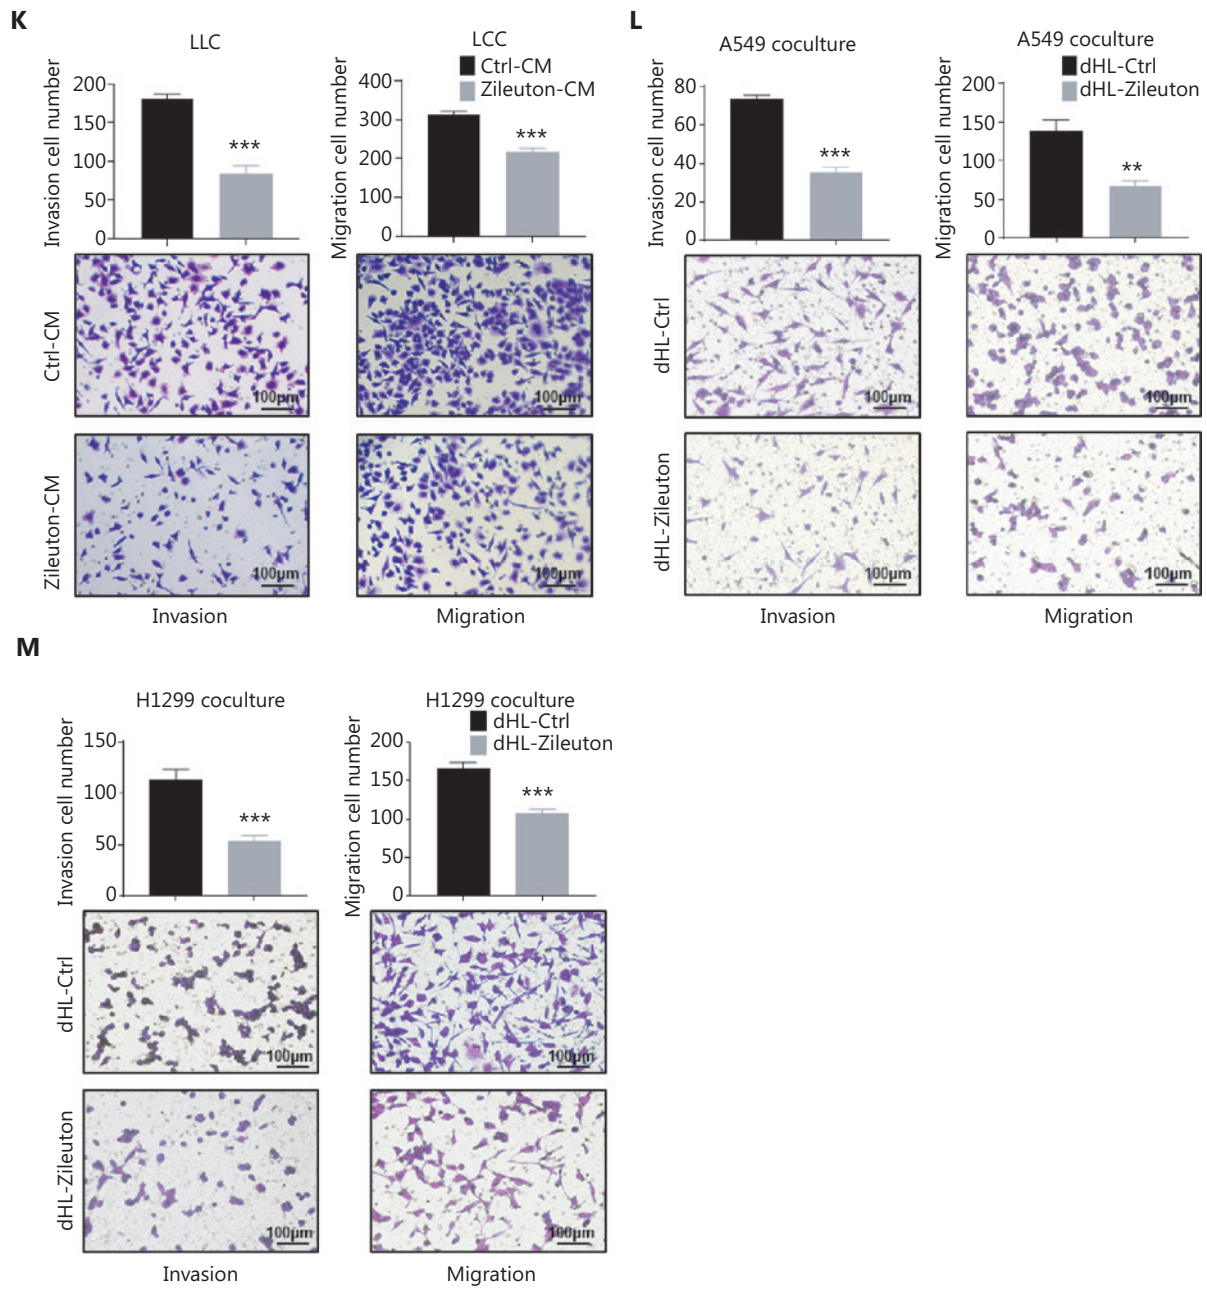 K
LLC
Invasion cell number
200
150
100
50
0
***
LCC
Ctrl-CM
Zileuton-CM
Migration cell number
400
300
200
100
0
***
Ctrl-CM
100μm
100μm
Zileuton-CM
100μm
100μm
Invasion
Migration
L
A549 coculture
Invasion cell number
80
60
40
20
0
***
A549 coculture
dHL-Ctrl
dHL-Zileuton
Migration cell number
200
150
100
50
0
**
dHL-Ctrl
100μm
100μm
dHL-Zileuton
100μm
100μm
Invasion
Migration
M
H1299 coculture
Invasion cell number
150
100
50
0
***
H1299 coculture
dHL-Ctrl
dHL-Zileuton
Migration cell number
200
150
100
50
0
***
dHL-Ctrl
100μm
100μm
dHL-Zileuton
100μm
100μm
Invasion
Migration